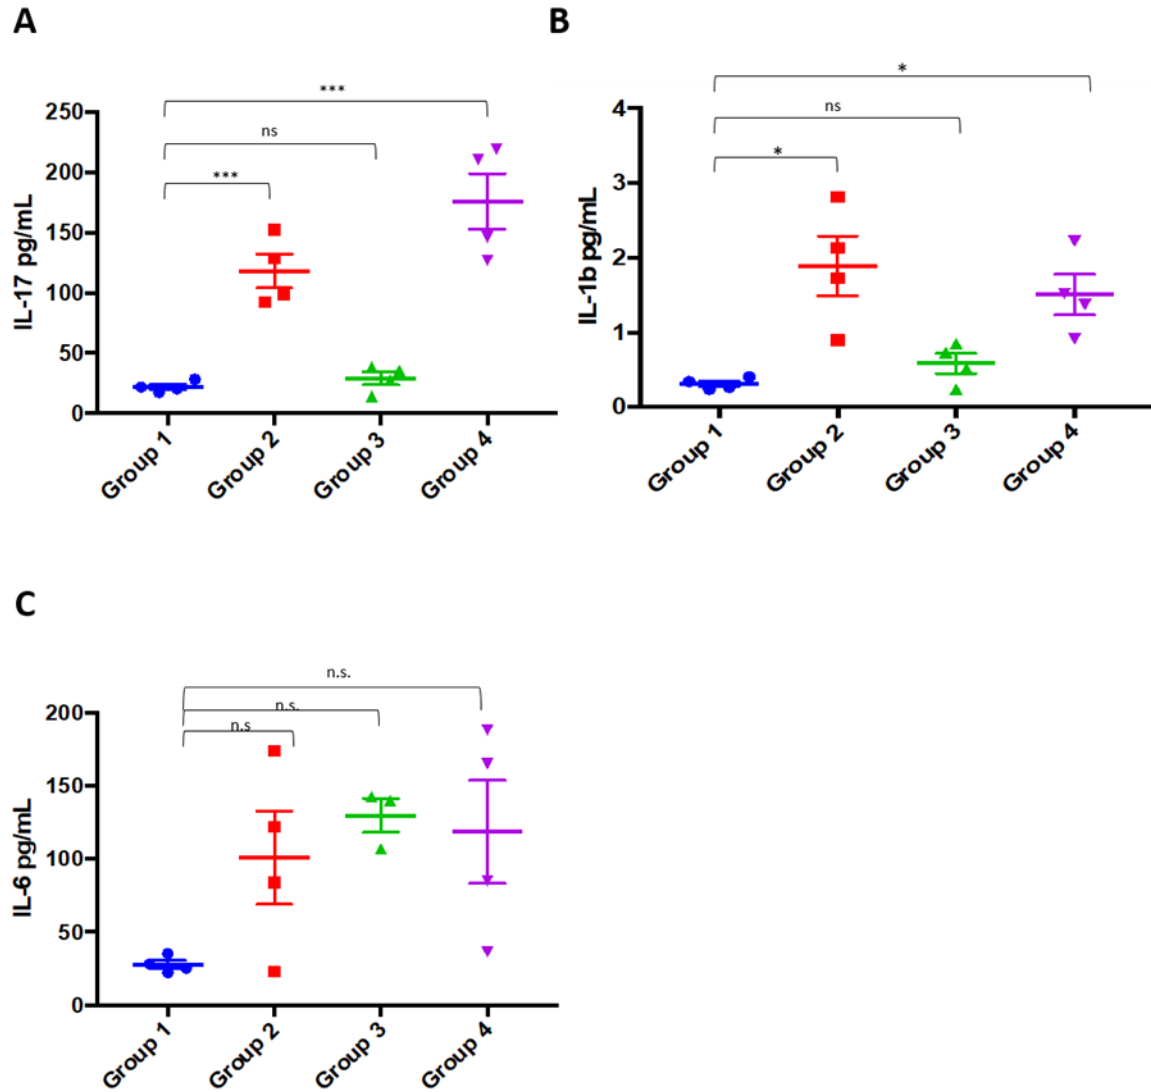 A
B
***
ns
***
IL-17 pg/mL
250
200
150
100
50
0
Group 1
Group 2
Group 3
Group 4
*
ns
*
IL-1b pg/mL
4
3
2
1
0
Group 1
Group 2
Group 3
Group 4
C
n.s.
n.s.
n.s
IL-6 pg/mL
200
150
100
50
0
Group 1
Group 2
Group 3
Group 4